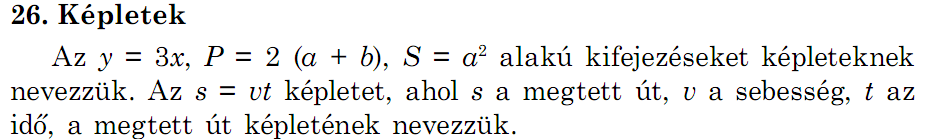 26. Képletek
Az y = 3x, P = 2 (a + b), S = a² alakú kifejezéseket képleteknek
nevezzük. Az s = vt képletet, ahol s a megtett út, v a sebesség, t az
idő, a megtett út képletének nevezzük.